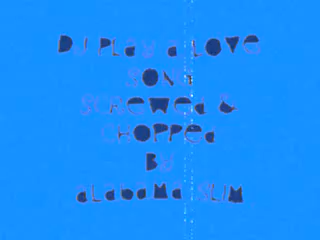 DJ PLaY a LOVE
SONG
SCREWED &
CHOPPEd
BY
aLabama SLIM